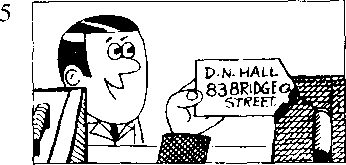 5
D.N. HALL
83 BRIDGE
STREET.